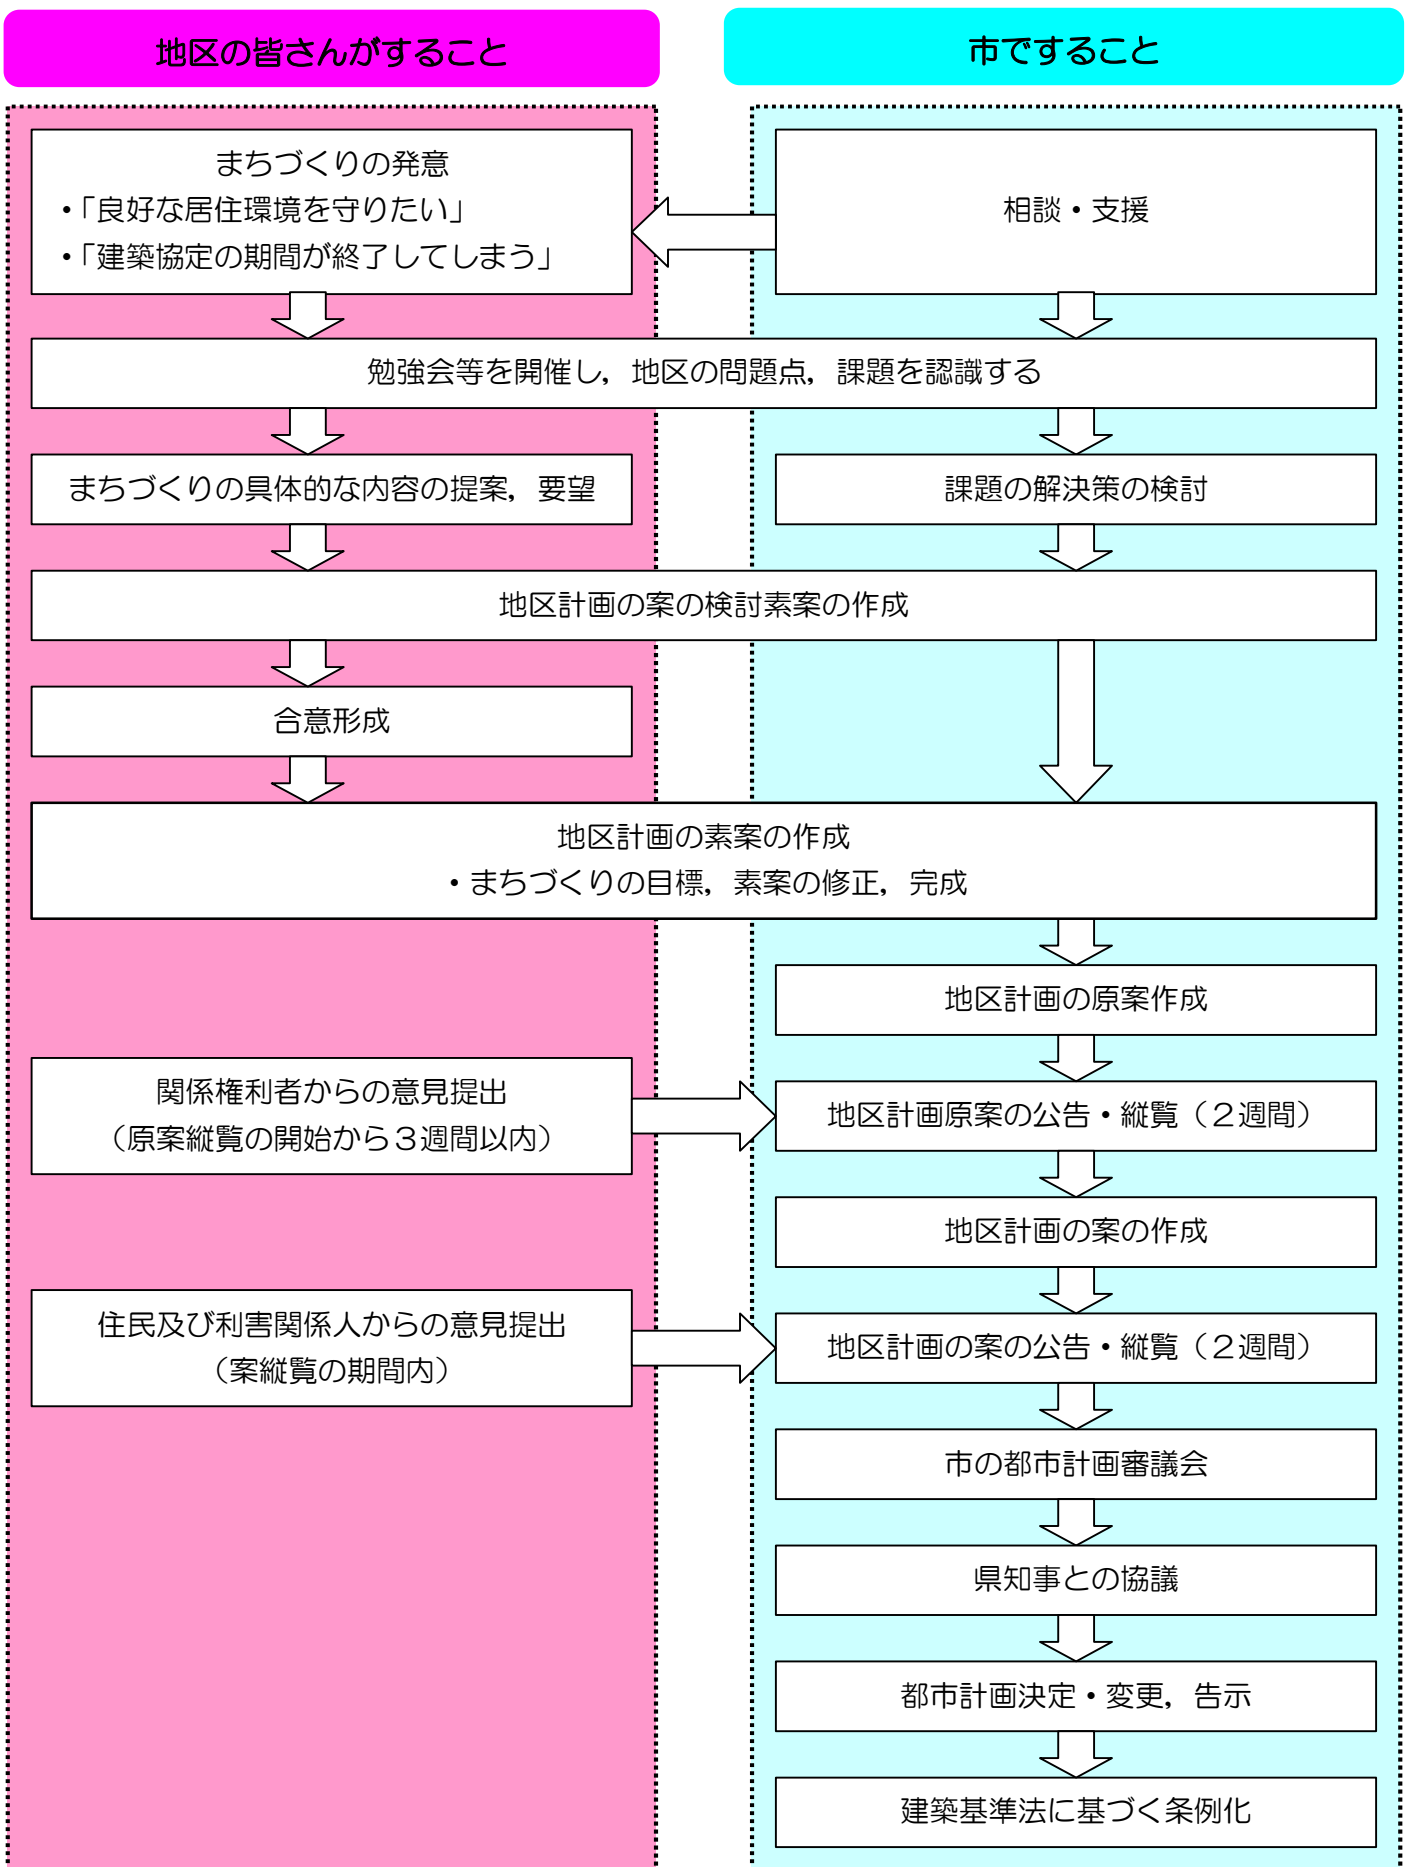 地区の皆さんがすること
市ですること
まちづくりの発意
・「良好な居住環境を守りたい」
・「建築協定の期間が終了してしまう」
相談・支援
勉強会等を開催し，地区の問題点，課題を認識する
まちづくりの具体的な内容の提案，要望
課題の解決策の検討
地区計画の案の検討素案の作成
合意形成
地区計画の素案の作成
・まちづくりの目標，素案の修正，完成
地区計画の原案作成
関係権利者からの意見提出
（原案縦覧の開始から３週間以内）
地区計画原案の公告・縦覧（２週間）
地区計画の案の作成
住民及び利害関係人からの意見提出
（案縦覧の期間内）
地区計画の案の公告・縦覧（２週間）
市の都市計画審議会
県知事との協議
都市計画決定・変更，告示
建築基準法に基づく条例化